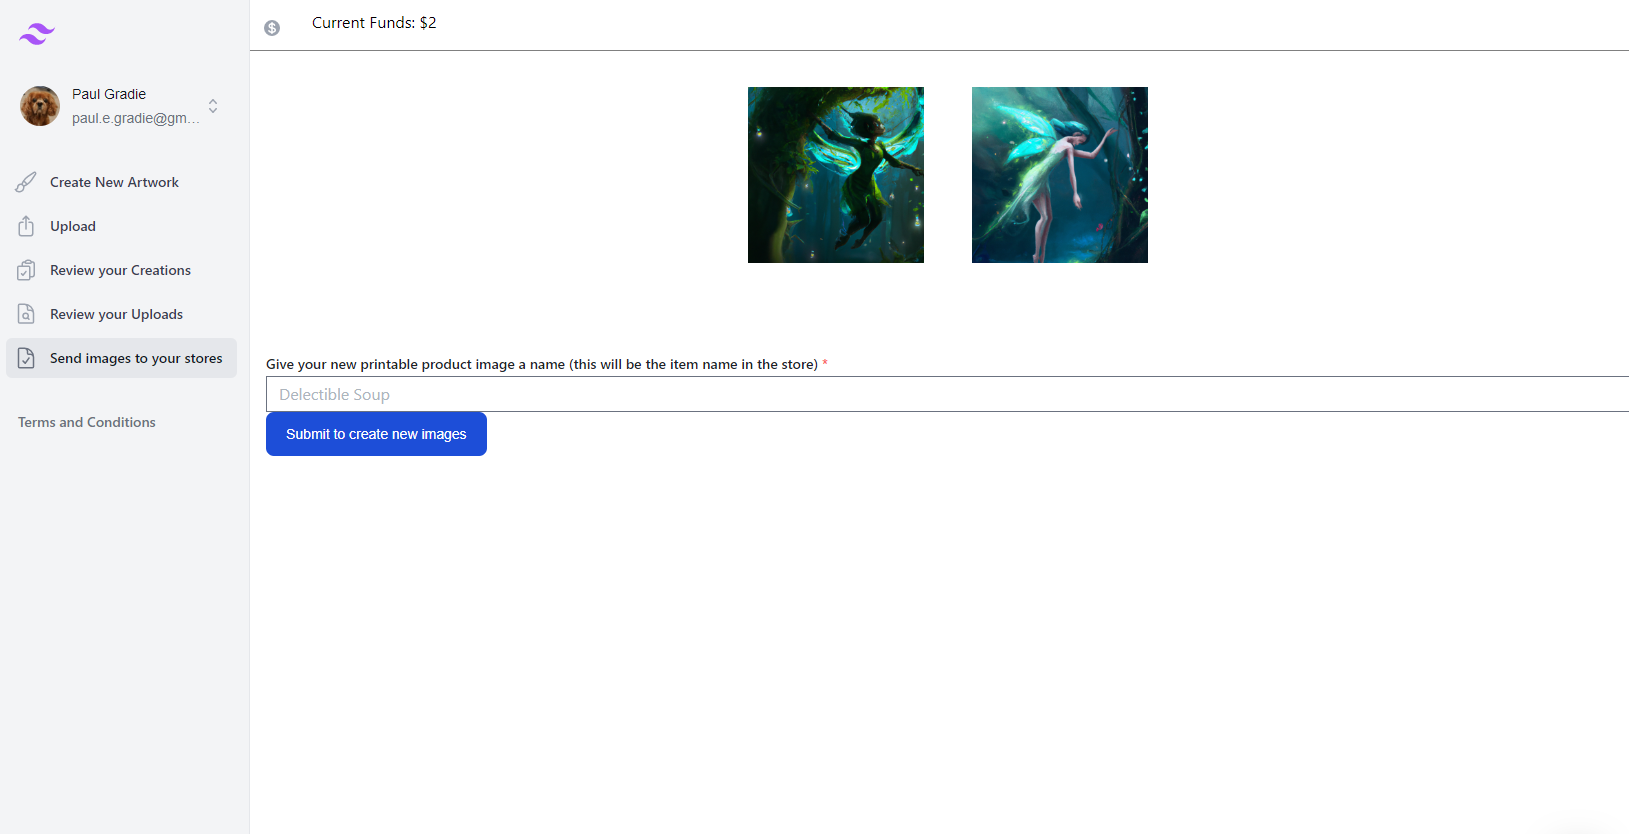 Current Funds: $2
Paul Gradie
paul.e.gradie@gm...
Create New Artwork
Upload
Review your Creations
Review your Uploads
Send images to your stores
Terms and Conditions
Give your new printable product image a name (this will be the item name in the store) *
Delectible Soup
Submit to create new images